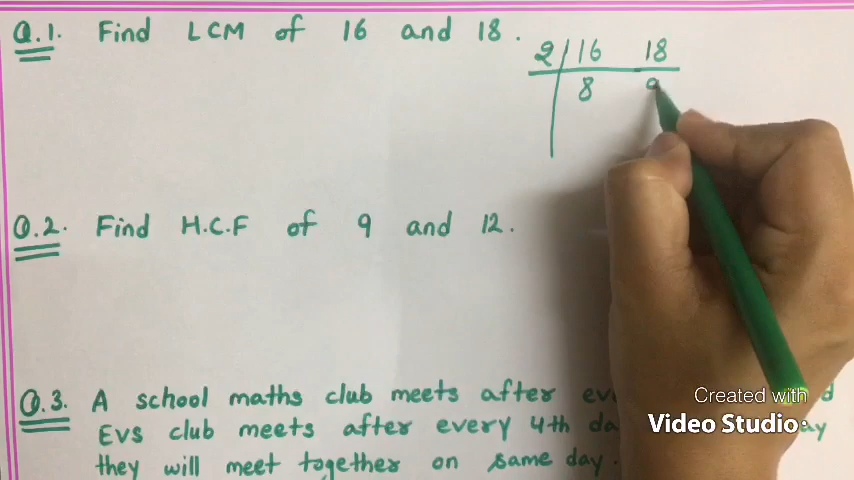 Q.1. Find LCM of 16 and 18.
2 16 18
8 9
Q.2. Find H.C.F of 9 and 12.
Q.3. A school maths club meets after
Evs club meets after every 4th
they will meet together on same day.
Created with
Video Studio